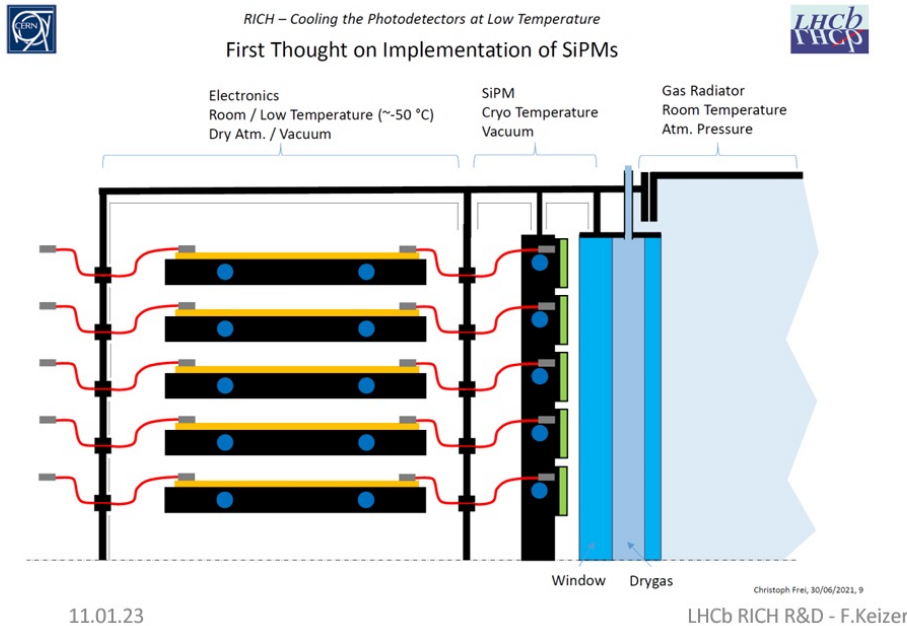 CERN
RICH – Cooling the Photodetectors at Low Temperature
First Thought on Implementation of SiPMs
LHCb
LHCb
Electronics
Room / Low Temperature (~-50 °C)
Dry Atm. / Vacuum
SiPM
Cryo Temperature
Vacuum
Gas Radiator
Room Temperature
Atm. Pressure
Window
Drygas
Christoph Frei, 30/06/2021, 9
11.01.23
LHCb RICH R&D - F.Keizer